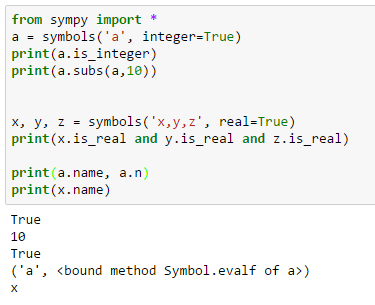 from sympy import *
a = symbols('a', integer=True)
print(a.is_integer)
print(a.subs(a,10))
x, y, z = symbols('x,y,z', real=True)
print(x.is_real and y.is_real and z.is_real)
print(a.name, a.n)
print(x.name)
True
10
True
('a', <bound method Symbol.evalf of a>)
x